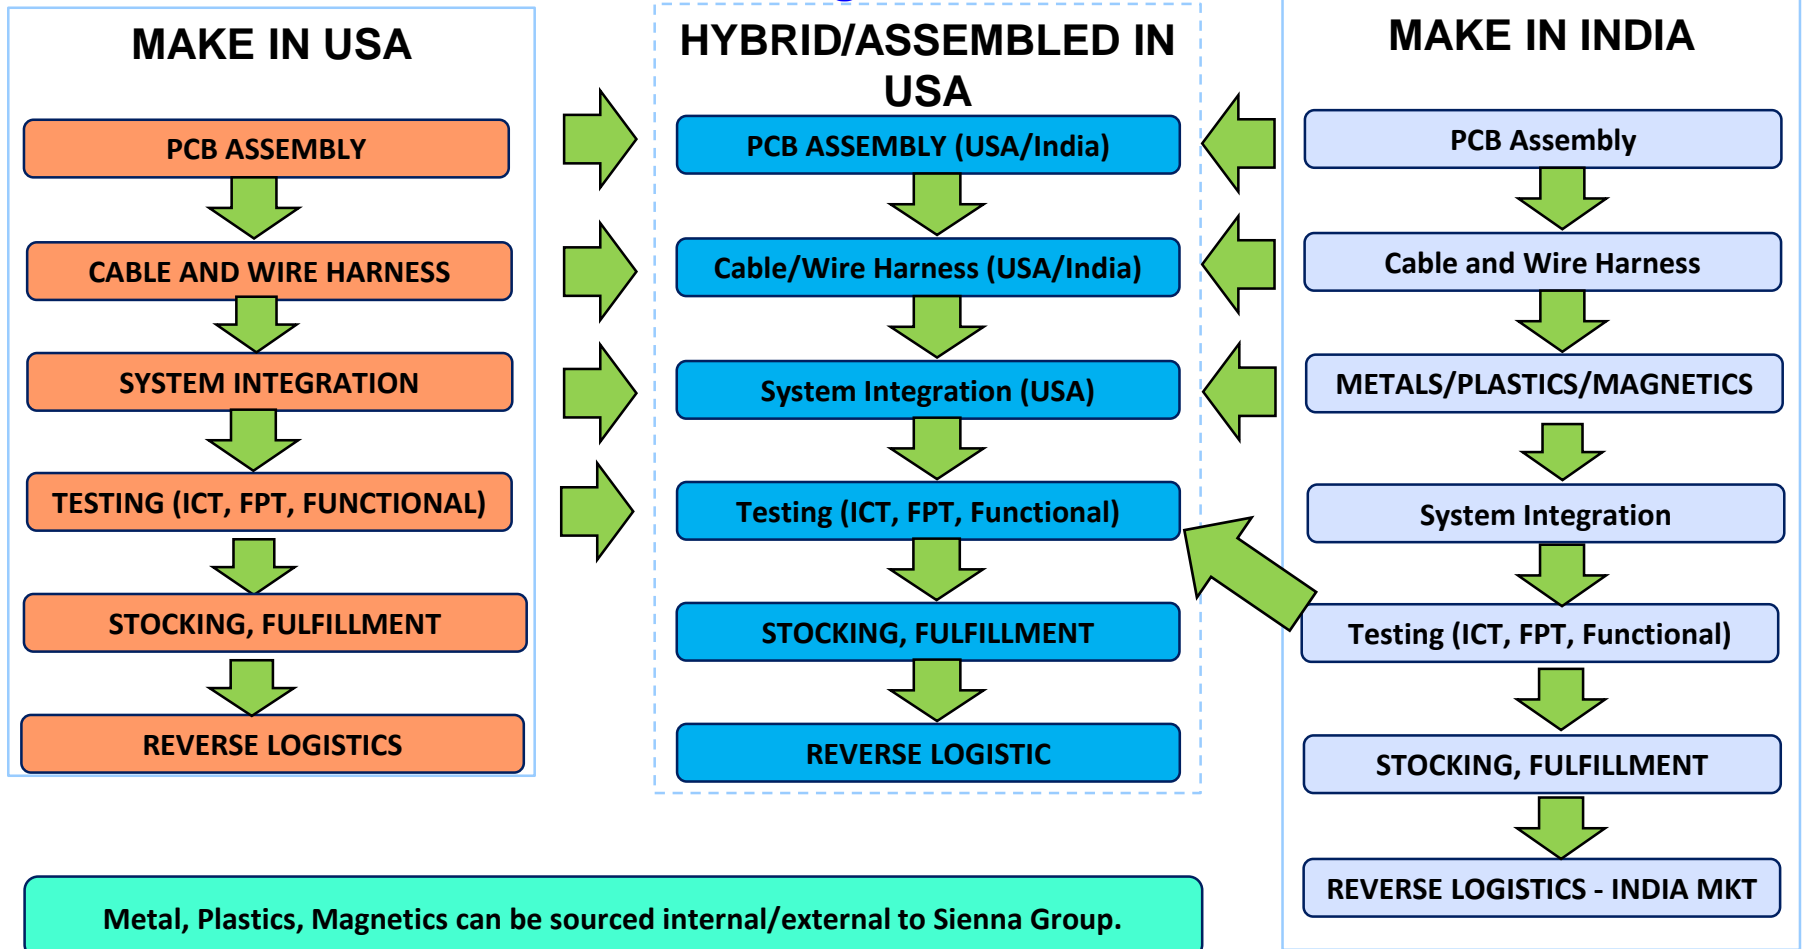 MAKE IN USA
PCB ASSEMBLY
CABLE AND WIRE HARNESS
SYSTEM INTEGRATION
TESTING (ICT, FPT, FUNCTIONAL)
STOCKING, FULFILLMENT
REVERSE LOGISTICS
HYBRID/ASSEMBLED IN
USA
PCB ASSEMBLY (USA/India)
Cable/Wire Harness (USA/India)
System Integration (USA)
Testing (ICT, FPT, Functional)
STOCKING, FULFILLMENT
REVERSE LOGISTIC
MAKE IN INDIA
PCB Assembly
Cable and Wire Harness
METALS/PLASTICS/MAGNETICS
System Integration
Testing (ICT, FPT, Functional)
STOCKING, FULFILLMENT
REVERSE LOGISTICS - INDIA MKT
Metal, Plastics, Magnetics can be sourced internal/external to Sienna Group.